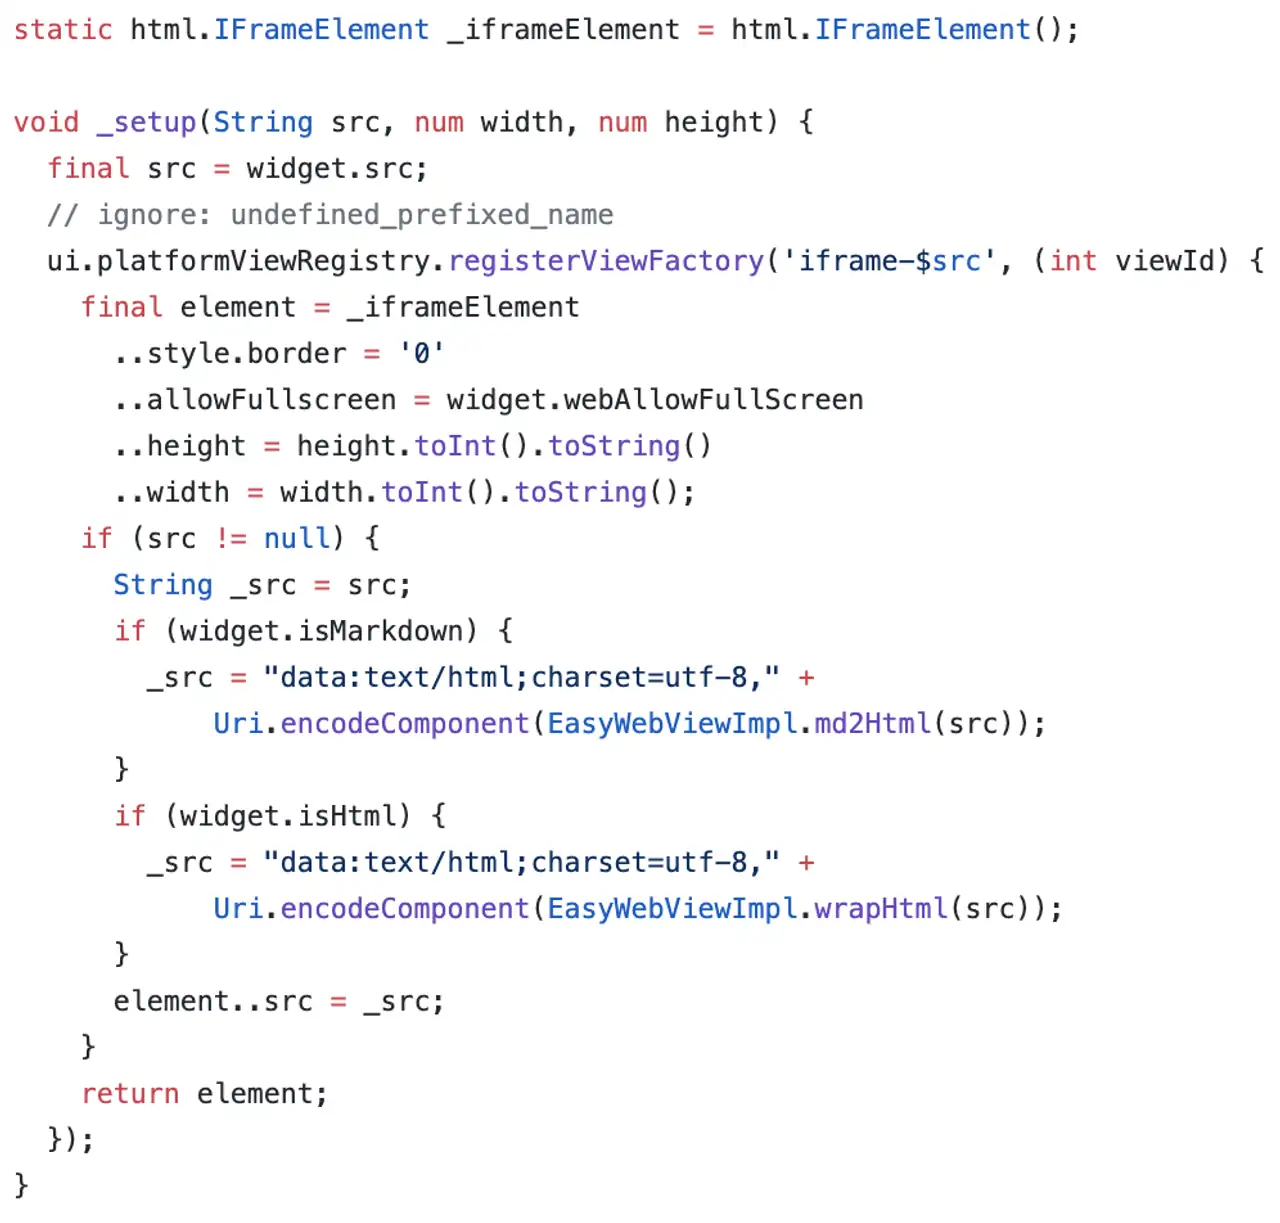 static html.IFrameElement _iframeElement = html.IFrameElement();

void _setup(String src, num width, num height) {
  final src = widget.src;
  // ignore: undefined_prefixed_name
  ui.platformViewRegistry.registerViewFactory('iframe-$src', (int viewId) {
    final element = _iframeElement
      ..style.border = '0'
      ..allowFullscreen = widget.webAllowFullScreen
      ..height = height.toInt().toString()
      ..width = width.toInt().toString();
    if (src != null) {
      String _src = src;
      if (widget.isMarkdown) {
        _src = "data:text/html;charset=utf-8," +
            Uri.encodeComponent(EasyWebViewImpl.md2Html(src));
      }
      if (widget.isHtml) {
        _src = "data:text/html;charset=utf-8," +
            Uri.encodeComponent(EasyWebViewImpl.wrapHtml(src));
      }
      element..src = _src;
    }
    return element;
  });
}